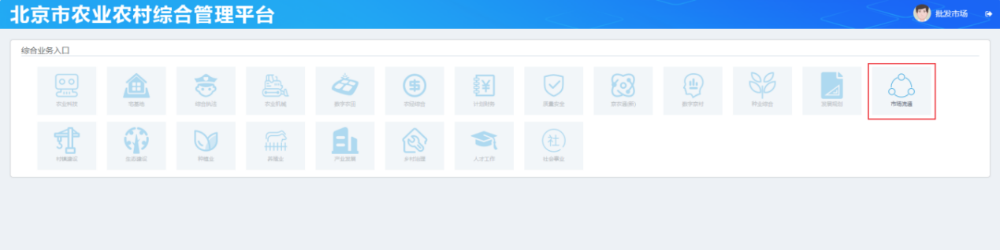 北京市农业农村综合管理平台
批发市场
综合业务入口
农业科技
宅基地
综合执法
农业机械
数字农田
农经综合
计划财务
质量安全
数字农村
种业综合
发展规划
市场流通
村镇建设
生态建设
种植业
养殖业
产业发展
乡村治理
人才工作
社
社会事业